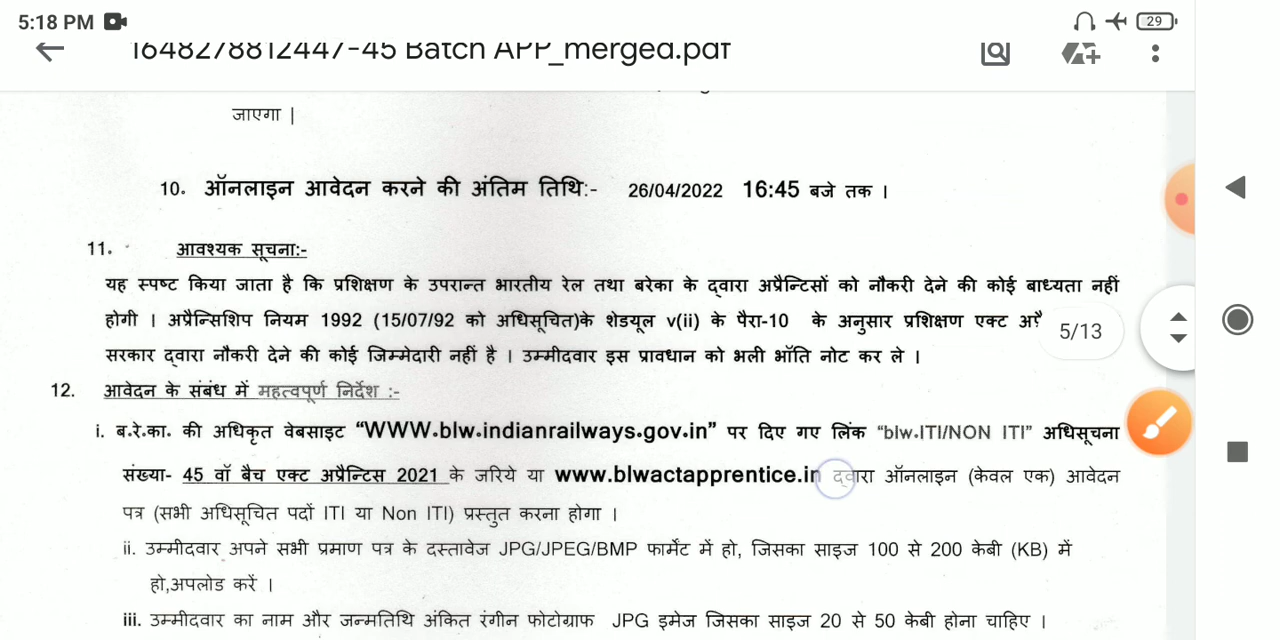 5:18 PM 29
1648278812447-45 Batch APP_merged.pdf
जाएगा |
10. ऑनलाइन आवेदन करने की अंतिम तिथि:- 26/04/2022 16:45 बजे तक ।
11. आवश्यक सूचना:-
यह स्पष्ट किया जाता है कि प्रशिक्षण के उपरान्त भारतीय रेल तथा बरेका के द्वारा अप्रैन्टिसों को नौकरी देने की कोई बाध्यता नहीं
होगी । अप्रैन्सिशिप नियम 1992 (15/07/92 को अधिसूचित)के शेडयूल v(ii) के पैरा-10 के अनुसार प्रशिक्षण एक्ट
5/13
सरकार द्वारा नौकरी देने की कोई जिम्मेदारी नहीं है । उम्मीदवार इस प्रावधान को भली भाँति नोट कर ले ।
12. आवेदन के संबंध में महत्वपूर्ण निर्देश :-
i. ब.रे.का. की अधिकृत वेबसाइट “WWW.blw.indianrailways.gov.in” पर दिए गए लिंक “blw.ITI/NON ITI” अधिसूचना
संख्या- 45 वॉ बैच एक्ट अप्रैन्टिस 2021 के जरिये या www.blwactapprentice.in द्वारा ऑनलाइन (केवल एक) आवेदन
पत्र (सभी अधिसूचित पदों ITI या Non ITI) प्रस्तुत करना होगा ।
ii. उम्मीदवार अपने सभी प्रमाण पत्र के दस्तावेज JPG/JPEG/BMP फार्मेट में हो, जिसका साइज 100 से 200 केबी (KB) में
हो,अपलोड करें ।
iii. उम्मीदवार का नाम और जन्मतिथि अंकित रंगीन फोटोग्राफ JPG इमेज जिसका साइज 20 से 50 केबी होना चाहिए ।